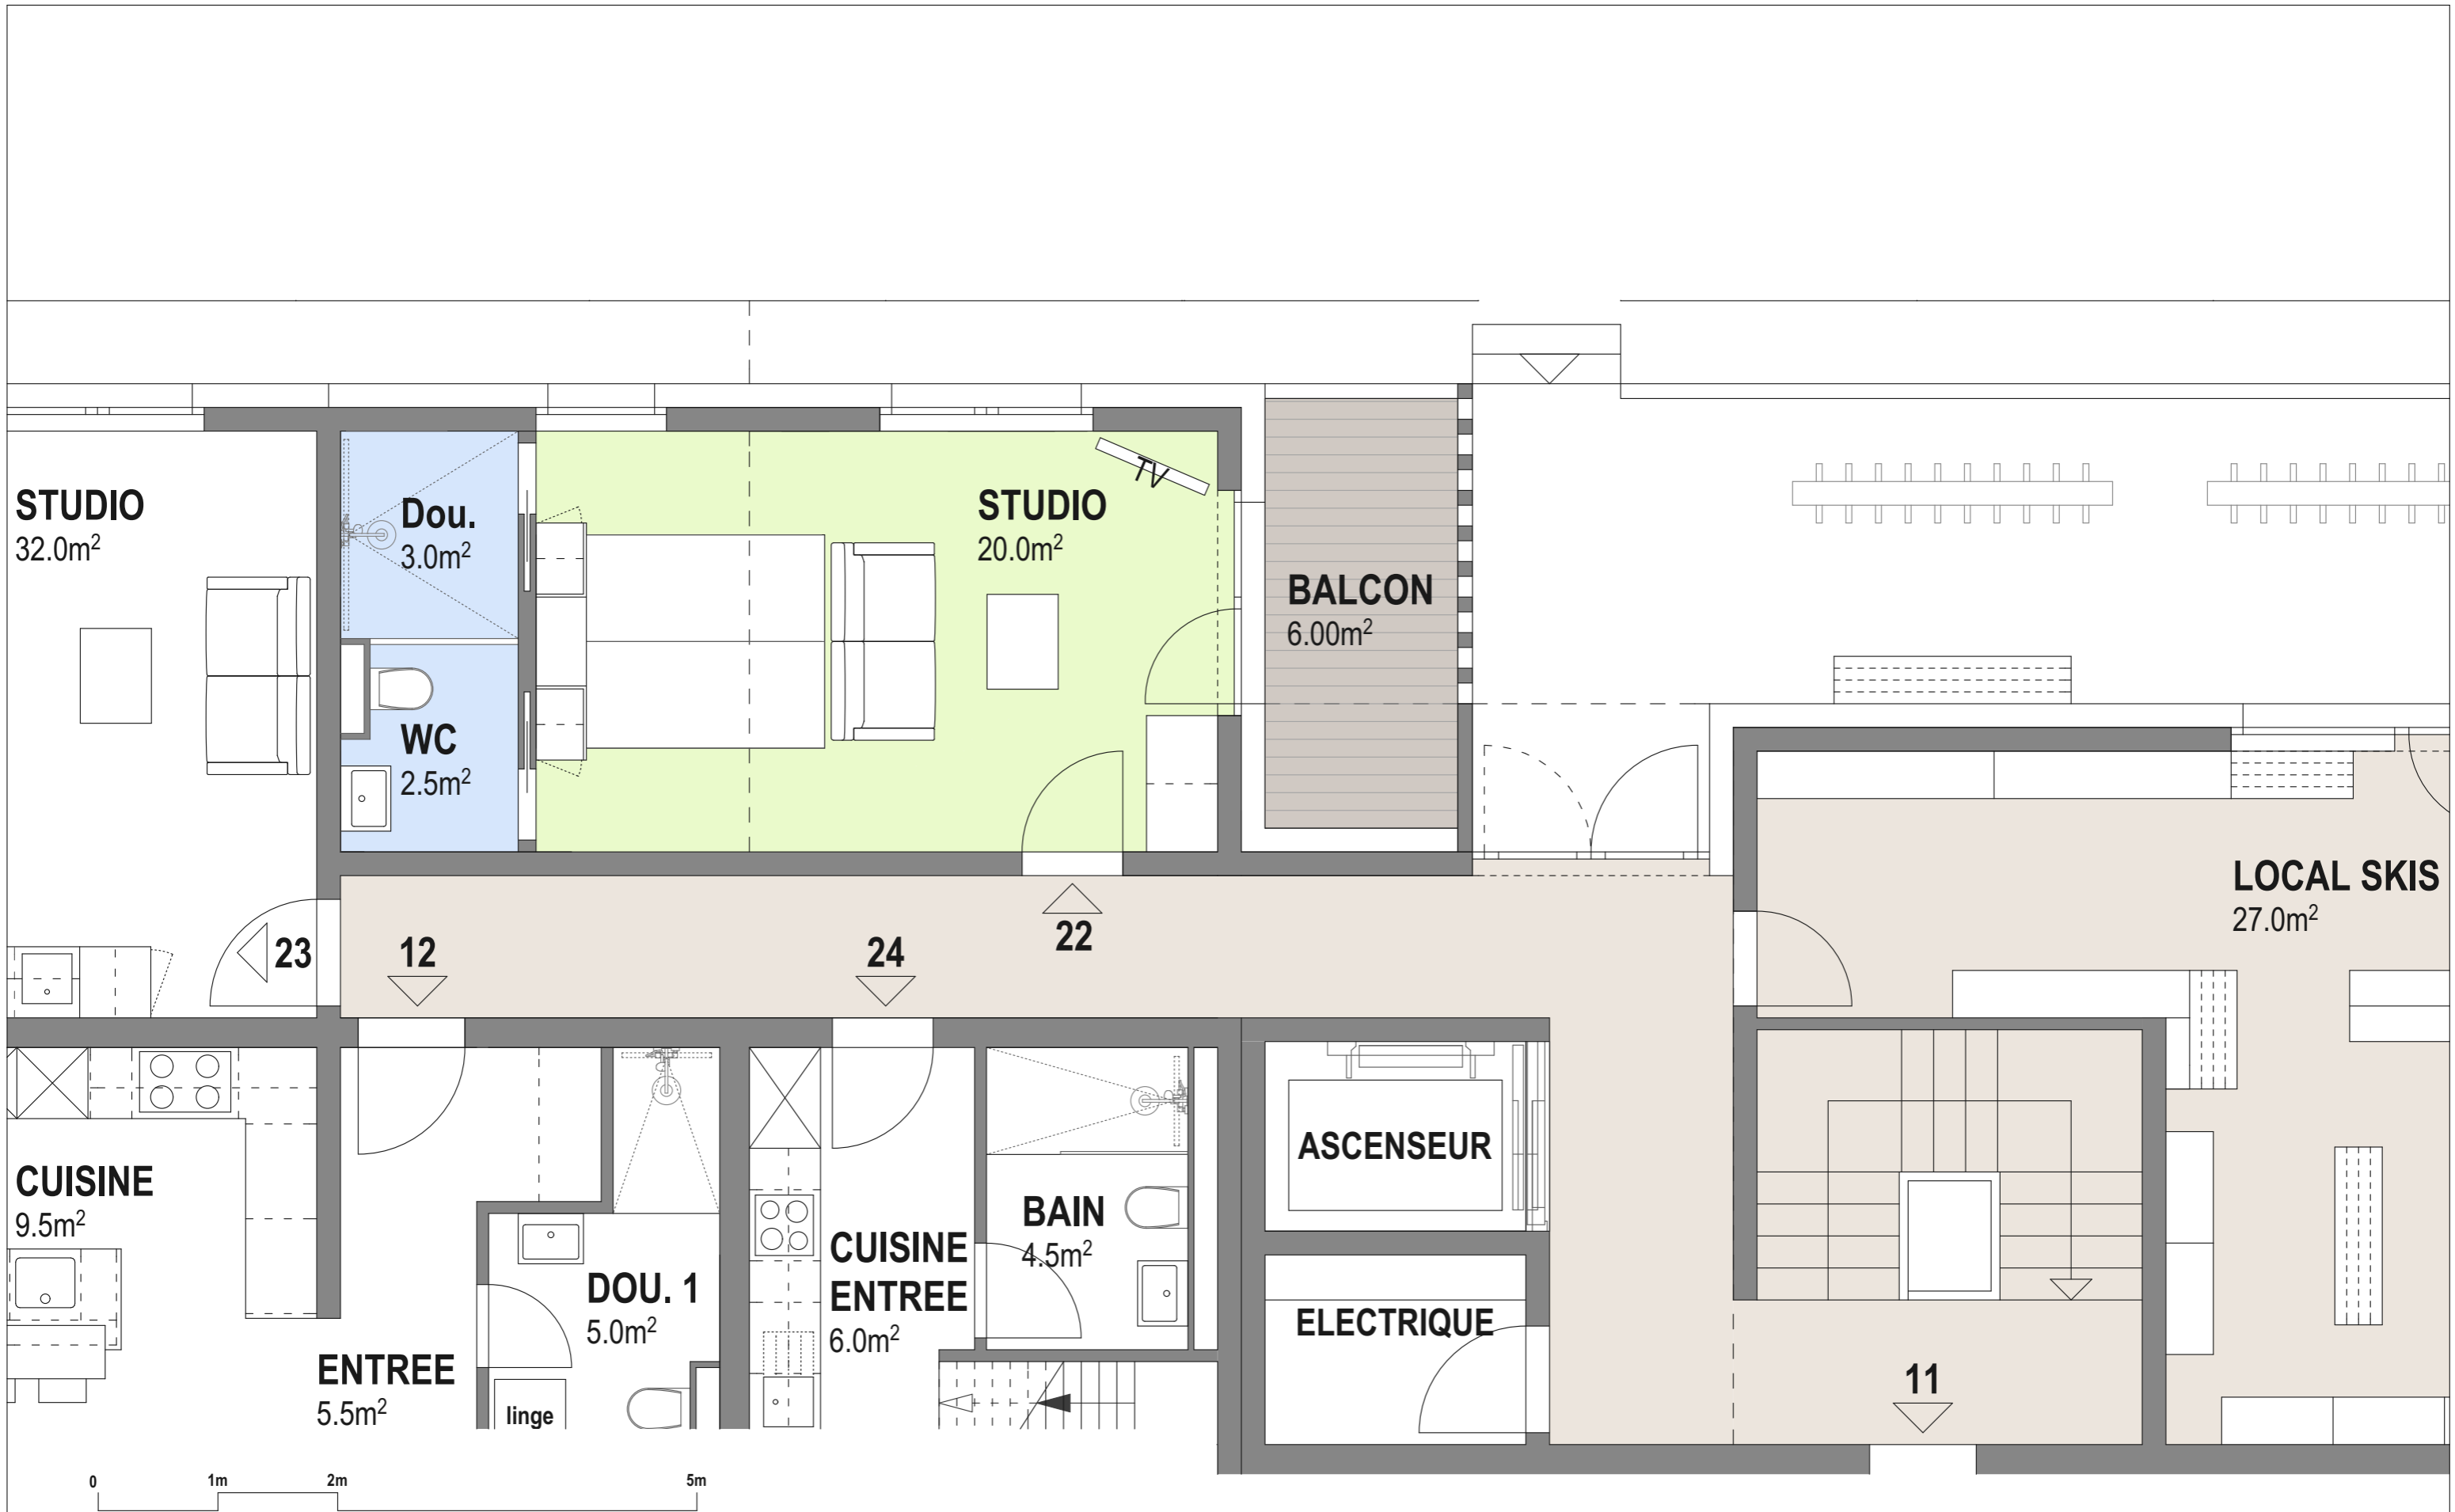 STUDIO
32.0m²
Dou.
3.0m²
WC
2.5m²
STUDIO
20.0m²
TV
BALCON
6.00m²
LOCAL SKIS
27.0m²
23
12
24
22
CUISINE
9.5m²
ENTREE
5.5m²
DOU. 1
5.0m²
linge
CUISINE
ENTREE
6.0m²
BAIN
4.5m²
ASCENSEUR
ELECTRIQUE
11
0 1m 2m 5m